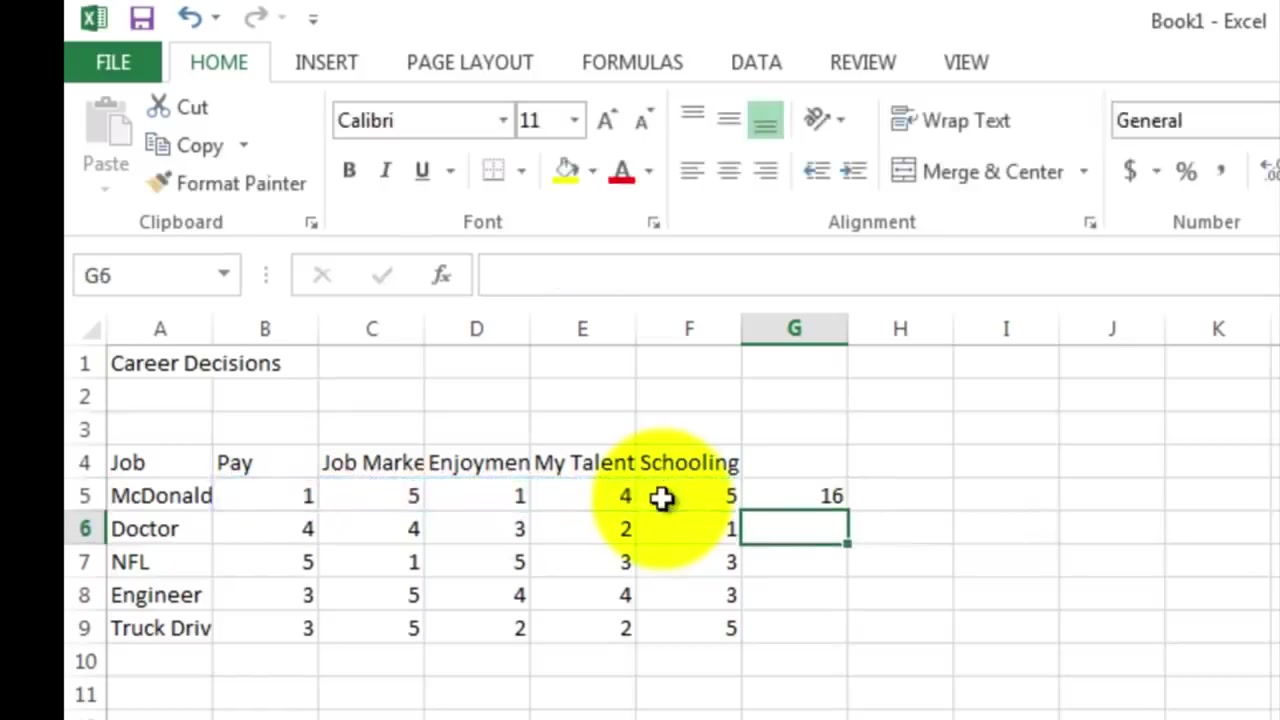 Book1 - Excel
FILE HOME INSERT PAGE LAYOUT FORMULAS DATA REVIEW VIEW
Cut
Calibri 11 Wrap Text General
Copy
Paste B I U A Merge & Center $ % ,
Format Painter
Clipboard Font Alignment Number
G6 fx
A B C D E F G H I J K
1 Career Decisions
2
3
4 Job Pay Job Marke Enjoymen My Talent Schooling
5 McDonald 1 5 1 4 5 16
6 Doctor 4 4 3 2 1
7 NFL 5 1 5 3 3
8 Engineer 3 5 4 4 3
9 Truck Driv 3 5 2 2 5
10
11